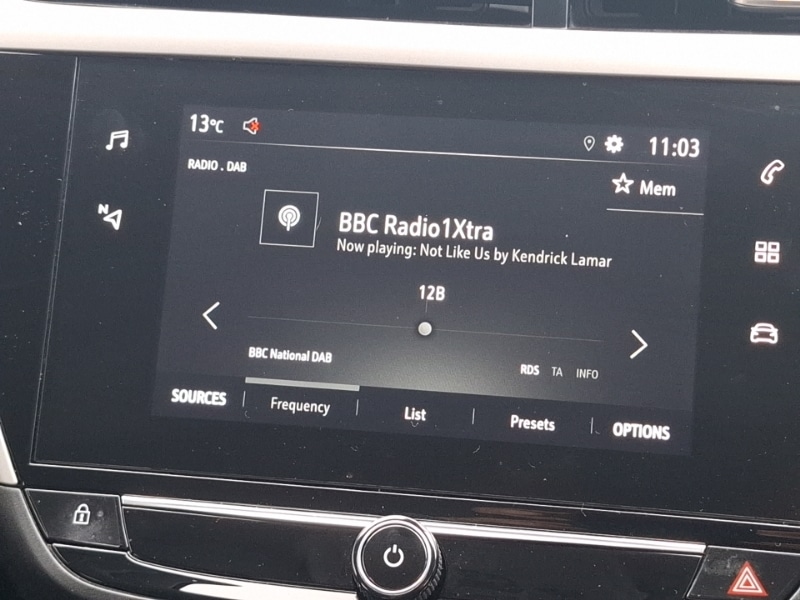 13°C
11:03
RADIO . DAB
Mem
BBC Radio1Xtra
Now playing: Not Like Us by Kendrick Lamar
12B
N
BBC National DAB
RDS TA INFO
SOURCES Frequency List Presets OPTIONS